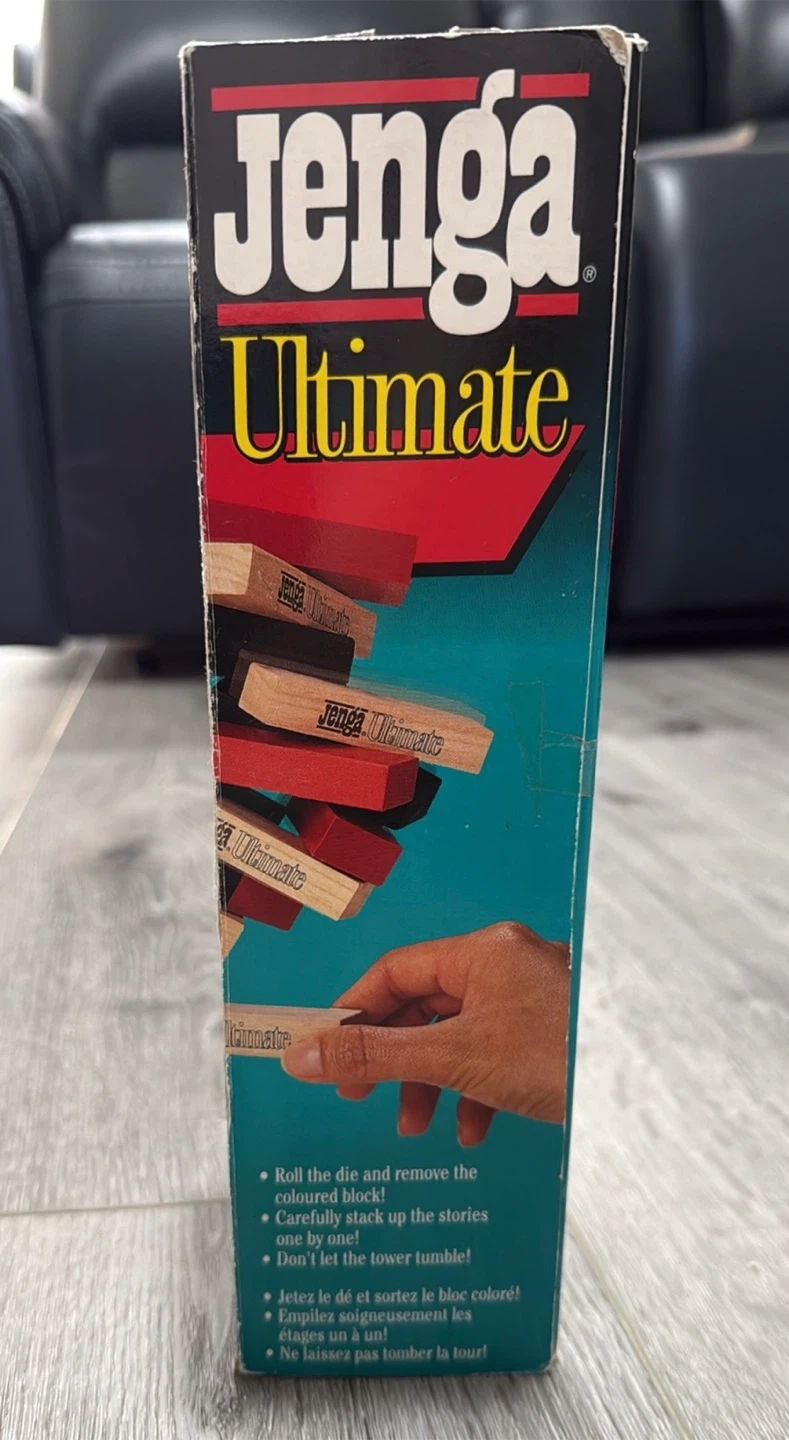 Jenga®
Ultimate
Jenga® Ultimate
Jenga® Ultimate
ga® Ultimate
ltimate
• Roll the die and remove the
coloured block!
• Carefully stack up the stories
one by one!
• Don't let the tower tumble!
• Jetez le dé et sortez le bloc coloré!
• Empilez soigneusement les
étages un à un!
• Ne laissez pas tomber la tour!